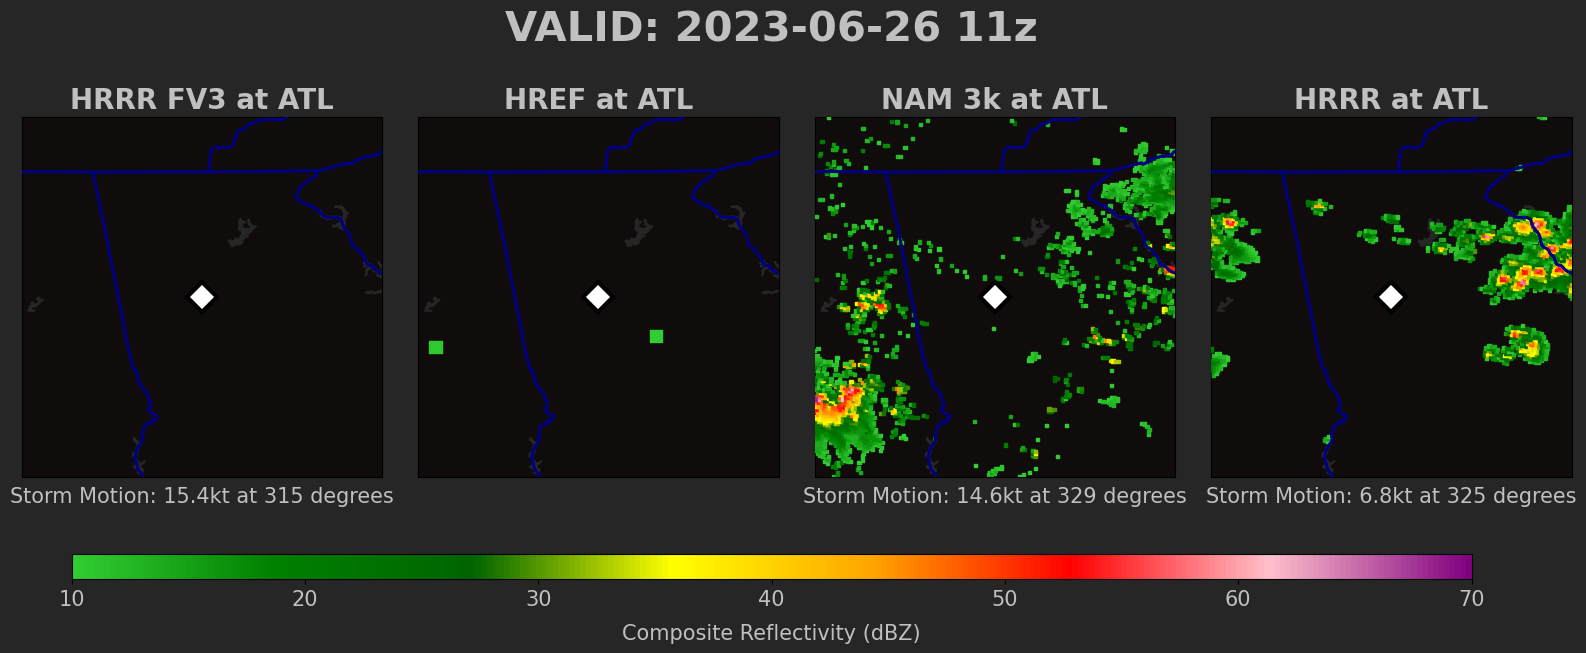 VALID: 2023-06-26 11z
HRRR FV3 at ATL
HREF at ATL
NAM 3k at ATL
HRRR at ATL
Storm Motion: 15.4kt at 315 degrees
Storm Motion: 14.6kt at 329 degrees
Storm Motion: 6.8kt at 325 degrees
10 20 30 40 50 60 70
Composite Reflectivity (dBZ)